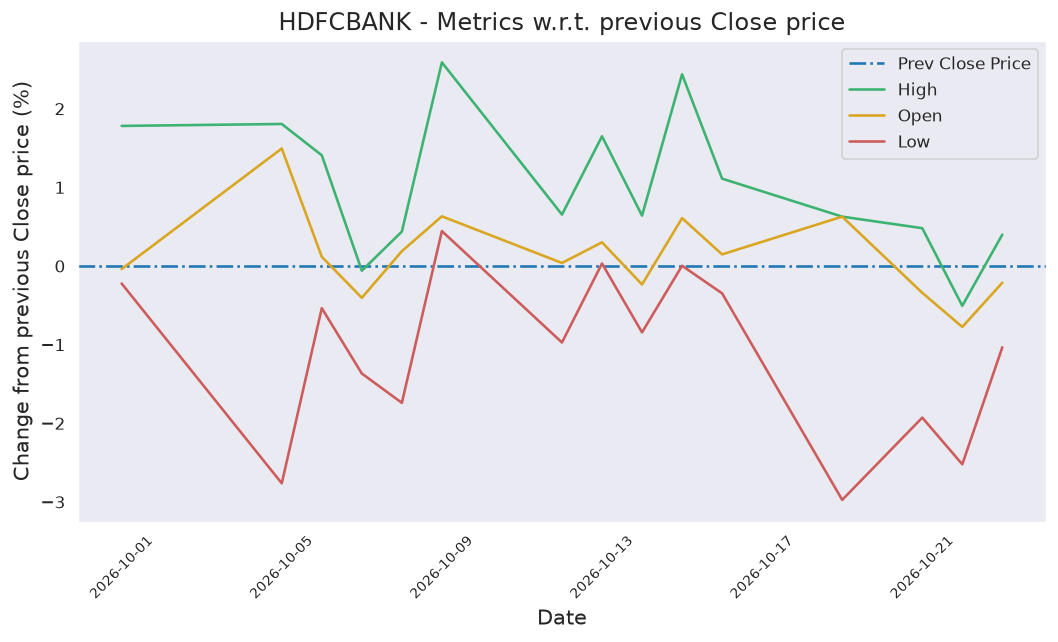 HDFCBANK - Metrics w.r.t. previous Close price
Prev Close Price
High
Open
Low
Change from previous Close price (%)
2
1
0
−1
−2
−3
2026-10-01
2026-10-05
2026-10-09
2026-10-13
2026-10-17
2026-10-21
Date